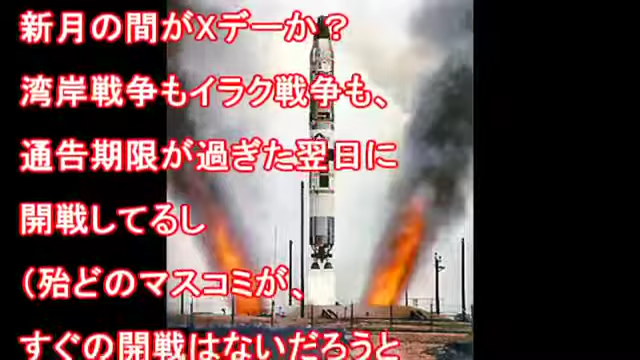 新月の間がXデーか?
湾岸戦争もイラク戦争も、
通告期限が過ぎた翌日に
開戦してるし
(殆どのマスコミが、
すぐの開戦はないだろうと